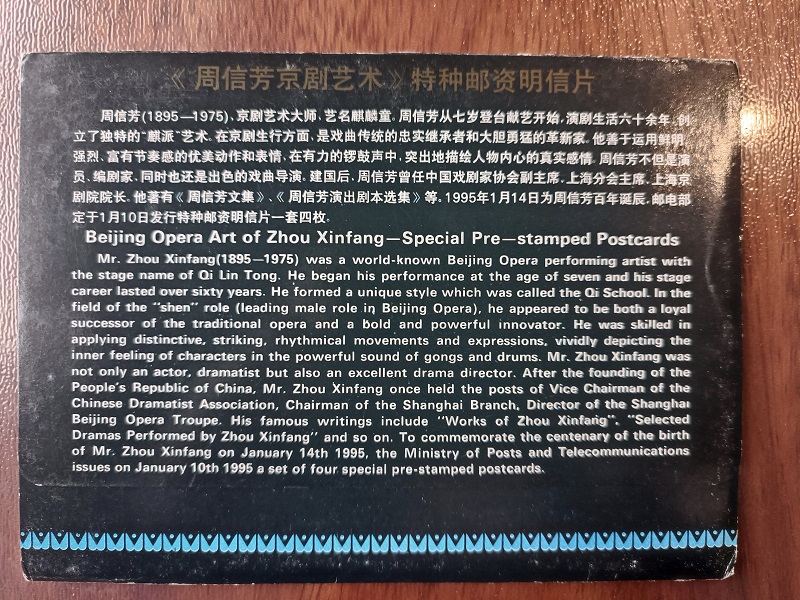 《周信芳京剧艺术》特种邮资明信片
周信芳(1895—1975)、京剧艺术大师、艺名麒麟童。周信芳从七岁登台献艺开始，演剧生活六十余年，创
立了独特的“麒派”艺术。在京剧生行方面，是戏曲传统的忠实继承者和大胆勇猛的革新家。他善于运用鲜明、
强烈、富有节奏感的优美动作和表情，在有力的锣鼓声中，突出地描绘人物内心的真实感情。周信芳不但是演
员、编剧家，同时也还是出色的戏曲导演。建国后，周信芳曾任中国戏剧家协会副主席，上海分会主席，上海京
剧院院长。他著有《周信芳文集》、《周信芳演出剧本选集》等。1995年1月14日为周信芳百年诞辰，邮电部
定于1月10日发行特种邮资明信片一套四枚。
Beijing Opera Art of Zhou Xinfang—Special Pre—stamped Postcards
Mr. Zhou Xinfang(1895—1975) was a world-known Beijing Opera performing artist with
the stage name of Qi Lin Tong. He began his performance at the age of seven and his stage
career lasted over sixty years. He formed a unique style which was called the Qi School. In the
field of the "shen" role (leading male role in Beijing Opera), he appeared to be both a loyal
successor of the traditional opera and a bold and powerful innovator. He was skilled in
applying distinctive, striking, rhythmical movements and expressions, vividly depicting the
inner feeling of characters in the powerful sound of gongs and drums. Mr. Zhou Xinfang was
not only an actor, dramatist but also an excellent drama director. After the founding of the
People's Republic of China, Mr. Zhou Xinfang once held the posts of Vice Chairman of the
Chinese Dramatist Association, Chairman of the Shanghai Branch, Director of the Shanghai
Beijing Opera Troupe. His famous writings include "Works of Zhou Xinfang", "Selected
Dramas Performed by Zhou Xinfang" and so on. To commemorate the centenary of the birth
of Mr. Zhou Xinfang on January 14th 1995, the Ministry of Posts and Telecommunications
issues on January 10th 1995 a set of four special pre-stamped postcards.